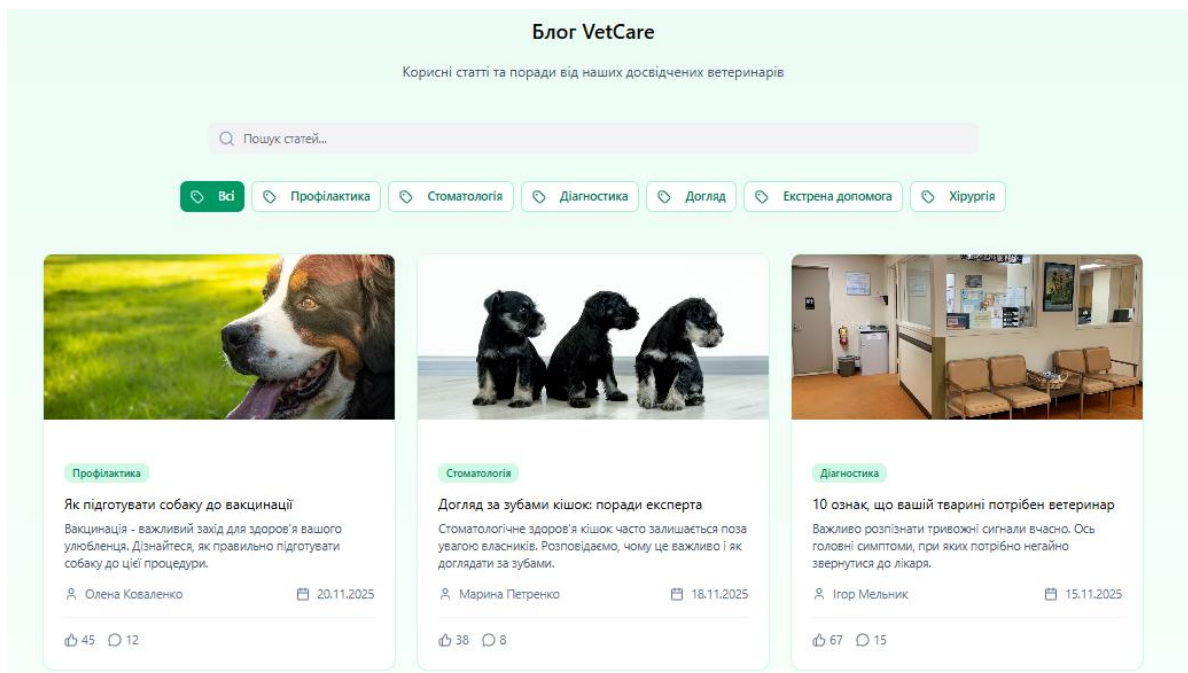 Блог VetCare
Корисні статті та поради від наших досвідчених ветеринарів
Пошук статей...
Всі
Профілактика
Стоматологія
Діагностика
Догляд
Екстрена допомога
Хірургія
Профілактика
Як підготувати собаку до вакцинації
Вакцинація - важливий захід для здоров'я вашого
улюбленця. Дізнайтеся, як правильно підготувати
собаку до цієї процедури.
Олена Коваленко
20.11.2025
45
12
Стоматологія
Догляд за зубами кішок: поради експерта
Стоматологічне здоров'я кішок часто залишається поза
увагою власників. Розповідаємо, чому це важливо і як
доглядати за зубами.
Марина Петренко
18.11.2025
38
8
Діагностика
10 ознак, що вашій тварині потрібен ветеринар
Важливо розпізнати тривожні сигнали вчасно. Ось
головні симптоми, при яких потрібно негайно
звернутися до лікаря.
Ігор Мельник
15.11.2025
67
15